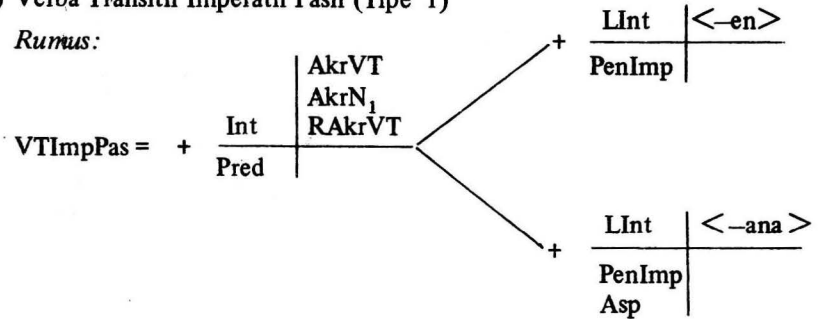 ) Verba Transitif Imperatif Pasif (Tipe 1)
Rumus:
VTImpPas = + Int AkrVT
AkrN₁
RAkrVT
Pred
+ LInt <–en>
PenImp
+ LInt <–ana>
PenImp
Asp